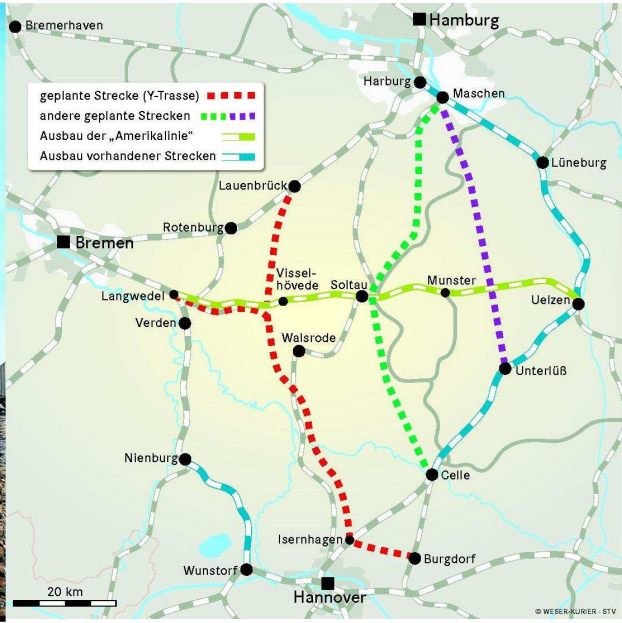 Bremerhaven
Hamburg
Harburg
Maschen
geplante Strecke (Y-Trasse)
andere geplante Strecken
Ausbau der „Amerikalinie“
Ausbau vorhandener Strecken
Lüneburg
Lauenbrück
Rotenburg
Bremen
Langwedel
Vissel-
hövede
Soltau
Munster
Uelzen
Verden
Walsrode
Unterlüß
Nienburg
Celle
Isernhagen
Burgdorf
Wunstorf
Hannover
20 km
© WESER-KURIER · STV